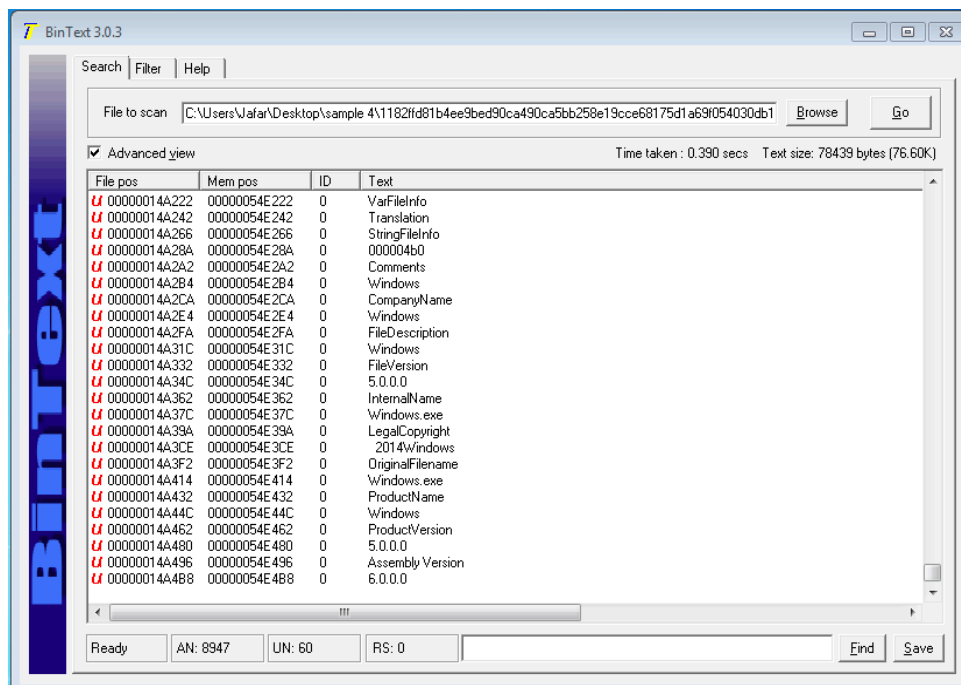 BinText 3.0.3
Search Filter Help
File to scan C:\Users\Jafar\Desktop\sample 4\1182ffd81b4ee9bed90ca490ca5bb258e19cce68175d1a69f054030db1 Browse Go
Advanced view Time taken : 0.390 secs Text size: 78439 bytes (76.60K)
File pos Mem pos ID Text
U 00000014A222 00000054E222 0 VarFileInfo
U 00000014A242 00000054E242 0 Translation
U 00000014A266 00000054E266 0 StringFileInfo
U 00000014A28A 00000054E28A 0 000004b0
U 00000014A2A2 00000054E2A2 0 Comments
U 00000014A2B4 00000054E2B4 0 Windows
U 00000014A2CA 00000054E2CA 0 CompanyName
U 00000014A2E4 00000054E2E4 0 Windows
U 00000014A2FA 00000054E2FA 0 FileDescription
U 00000014A31C 00000054E31C 0 Windows
U 00000014A332 00000054E332 0 FileVersion
U 00000014A34C 00000054E34C 0 5.0.0.0
U 00000014A362 00000054E362 0 InternalName
U 00000014A37C 00000054E37C 0 Windows.exe
U 00000014A39A 00000054E39A 0 LegalCopyright
U 00000014A3CE 00000054E3CE 0 2014Windows
U 00000014A3F2 00000054E3F2 0 OriginalFilename
U 00000014A414 00000054E414 0 Windows.exe
U 00000014A432 00000054E432 0 ProductName
U 00000014A44C 00000054E44C 0 Windows
U 00000014A462 00000054E462 0 ProductVersion
U 00000014A480 00000054E480 0 5.0.0.0
U 00000014A496 00000054E496 0 Assembly Version
U 00000014A4B8 00000054E4B8 0 6.0.0.0
BinText
Ready AN: 8947 UN: 60 RS: 0 Find Save